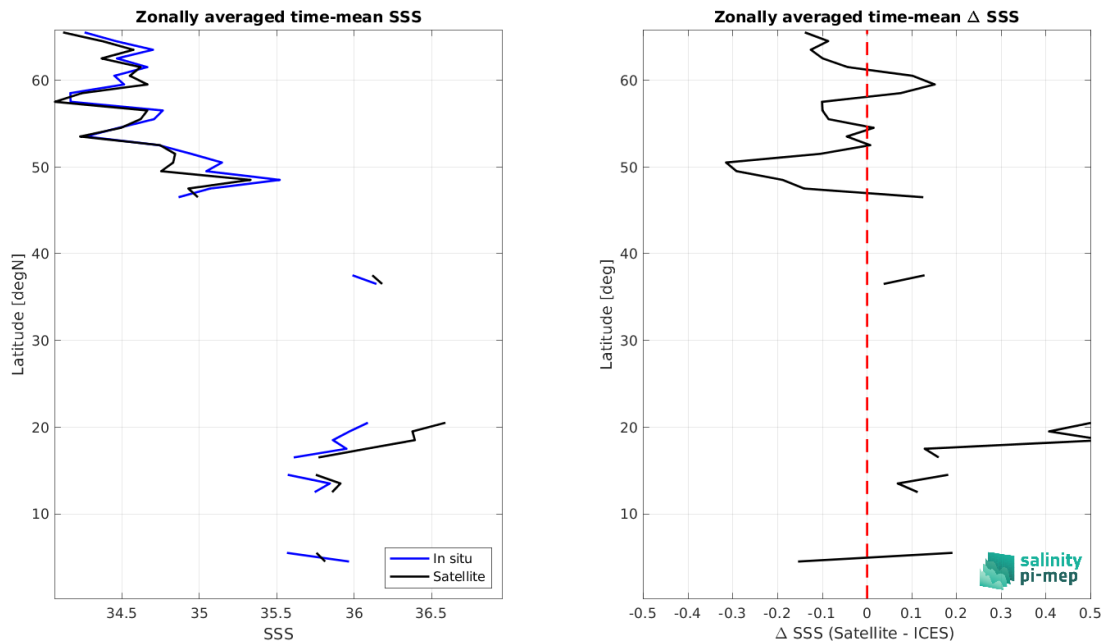 Zonally averaged time-mean SSS
60
50
40
30
20
10
Latitude [degN]
34.5 35 35.5 36 36.5
SSS
In situ
Satellite
Zonally averaged time-mean Δ SSS
60
50
40
30
20
10
Latitude [deg]
-0.5 -0.4 -0.3 -0.2 -0.1 0 0.1 0.2 0.3 0.4 0.5
Δ SSS (Satellite - ICES)
salinity
pi-mep